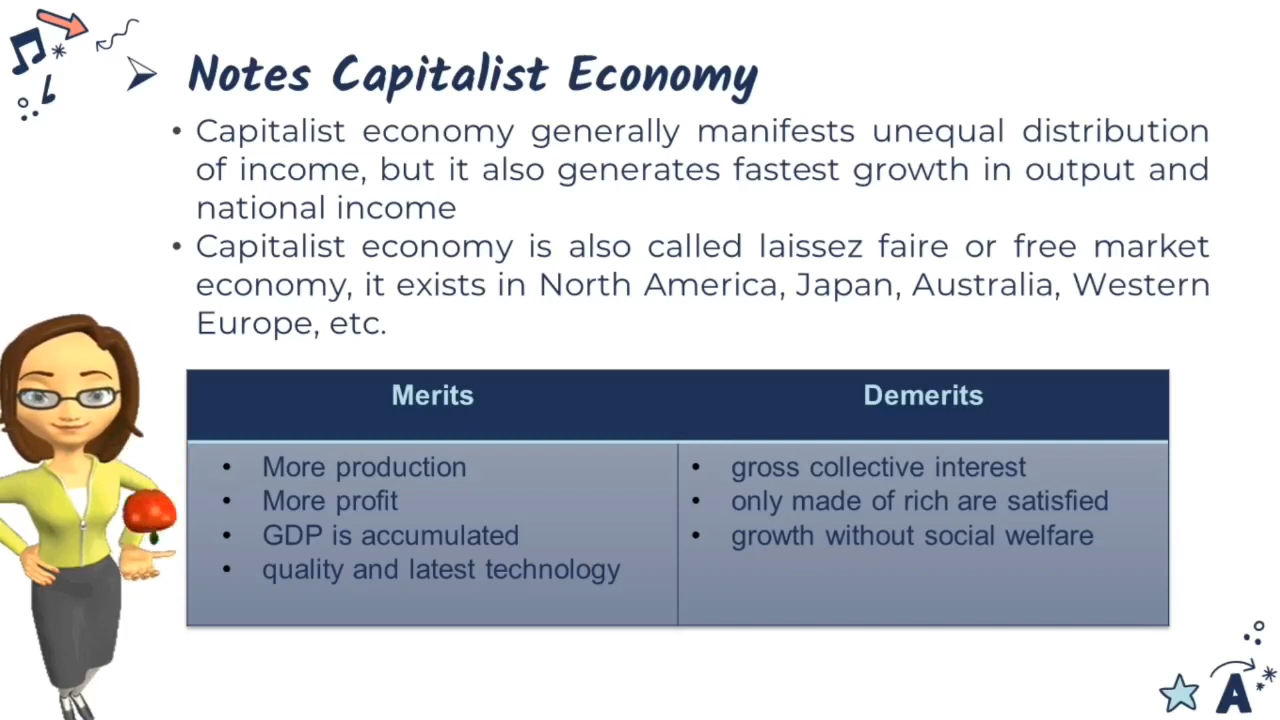 Notes Capitalist Economy
• Capitalist economy generally manifests unequal distribution
of income, but it also generates fastest growth in output and
national income
• Capitalist economy is also called laissez faire or free market
economy, it exists in North America, Japan, Australia, Western
Europe, etc.
Merits
Demerits
• More production
• More profit
• GDP is accumulated
• quality and latest technology
• gross collective interest
• only made of rich are satisfied
• growth without social welfare
A